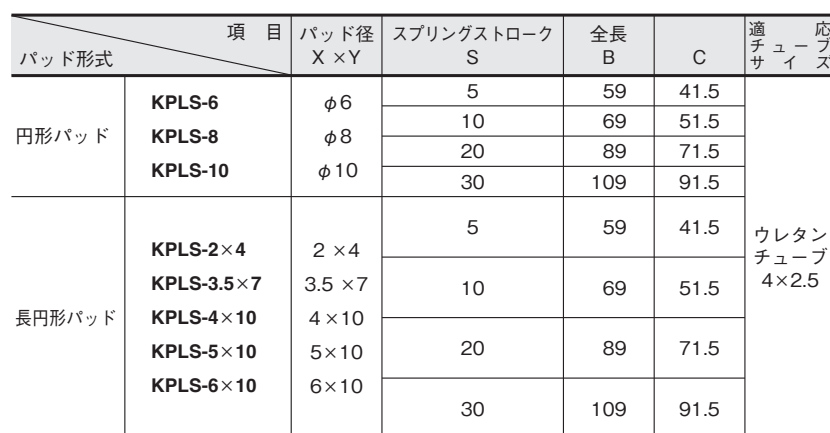 項 目 パッド径 スプリングストローク 全長 適 応
パッド形式 X ×Y S B C チューブ
サ イ ズ
円形パッド KPLS-6 φ6 5 59 41.5
KPLS-8 φ8 10 69 51.5
KPLS-10 φ10 20 89 71.5
30 109 91.5
長円形パッド KPLS-2×4 2 ×4 5 59 41.5
KPLS-3.5×7 3.5 ×7 10 69 51.5
KPLS-4×10 4×10
KPLS-5×10 5×10 20 89 71.5
KPLS-6×10 6×10
30 109 91.5
ウレタン
チューブ
4×2.5